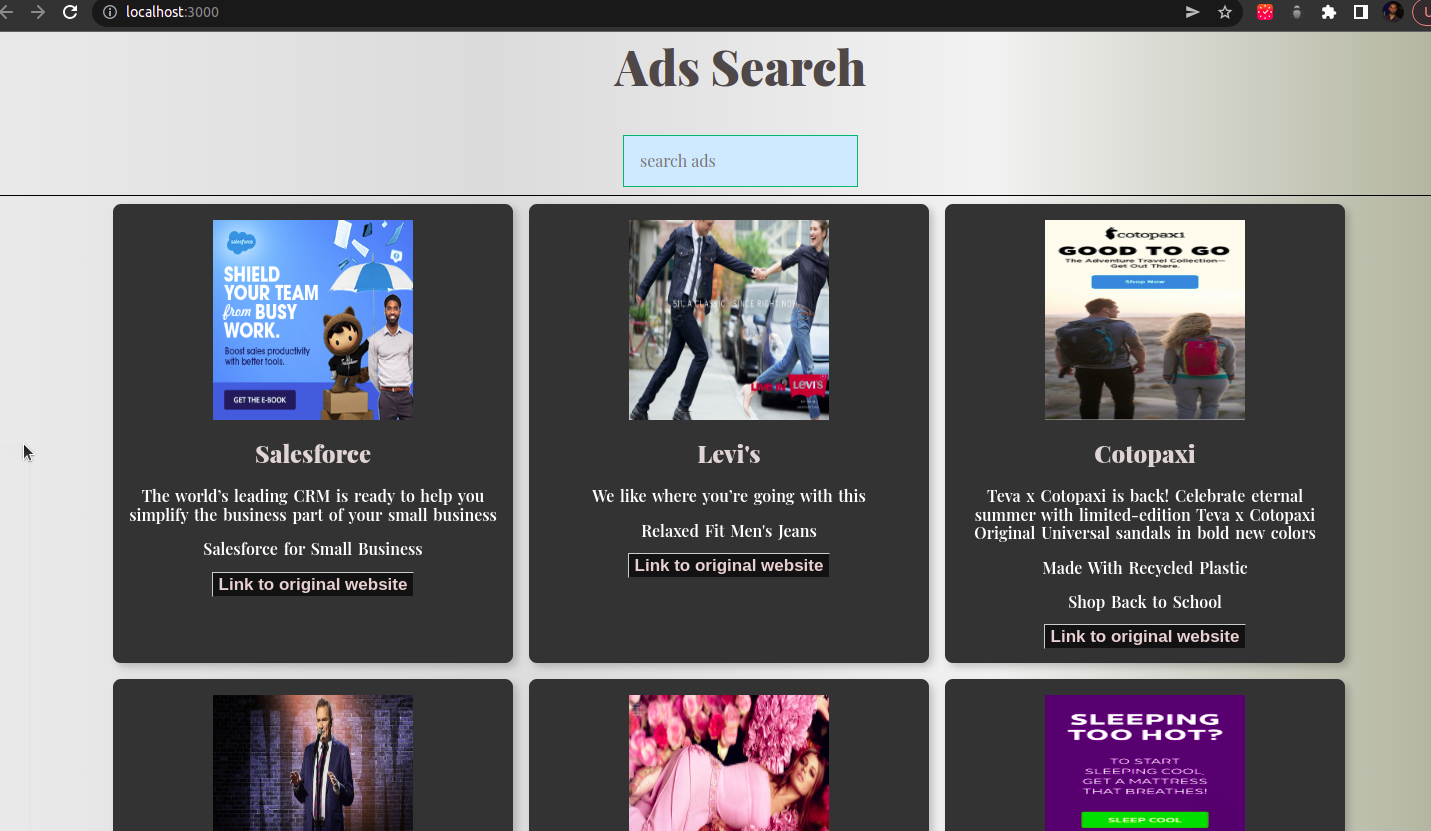 localhost:3000
Ads Search
search ads
salesforce
SHIELD
YOUR TEAM
from BUSY
WORK.
Boost sales productivity
with better tools.
GET THE E-BOOK
Salesforce
The world’s leading CRM is ready to help you
simplify the business part of your small business
Salesforce for Small Business
Link to original website
511. A CLASSIC SINCE RIGHT NOW.
LIVE IN LEVI'S
Levi's
We like where you’re going with this
Relaxed Fit Men's Jeans
Link to original website
cotopaxi
GOOD TO GO
The Adventure Travel Collection—
Get Out There.
Shop Now
Cotopaxi
Teva x Cotopaxi is back! Celebrate eternal
summer with limited-edition Teva x Cotopaxi
Original Universal sandals in bold new colors
Made With Recycled Plastic
Shop Back to School
Link to original website
SLEEPING
TOO HOT?
TO START
SLEEPING COOL,
GET A MATTRESS
THAT BREATHES!
SLEEP COOL